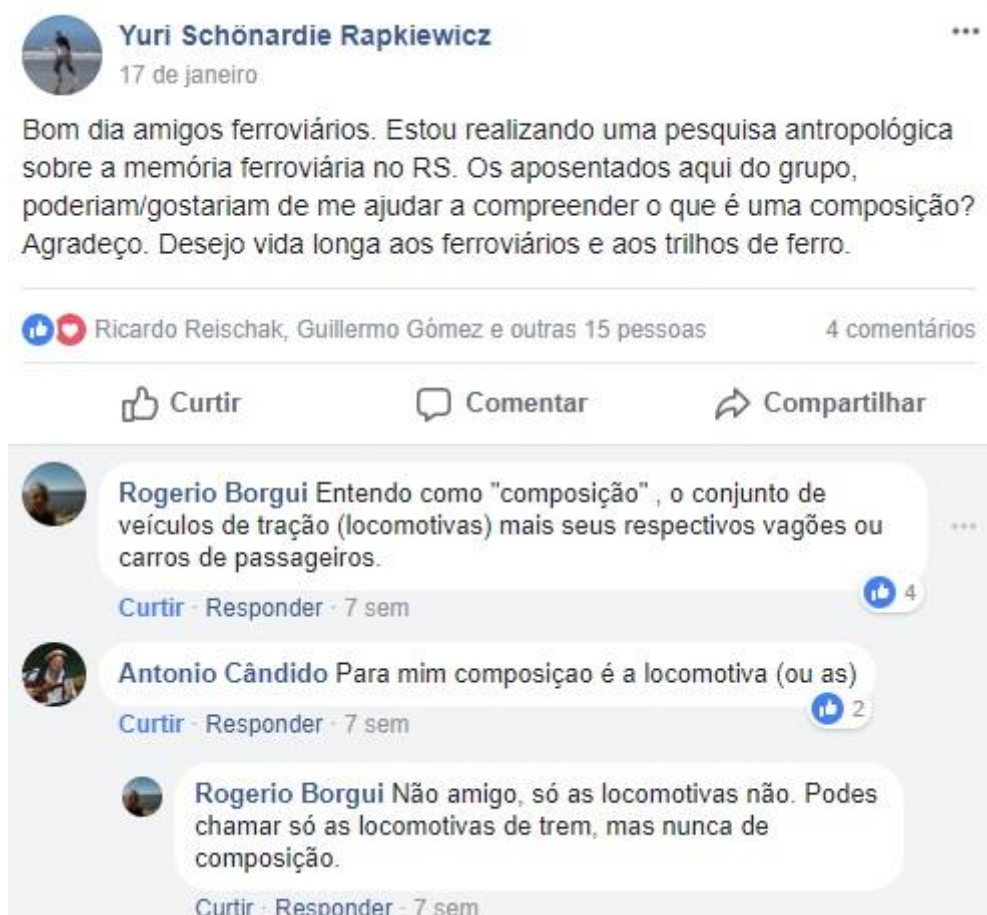 Yuri Schönardie Rapkiewicz
17 de janeiro
Bom dia amigos ferroviários. Estou realizando uma pesquisa antropológica
sobre a memória ferroviária no RS. Os aposentados aqui do grupo,
poderiam/gostariam de me ajudar a compreender o que é uma composição?
Agradeço. Desejo vida longa aos ferroviários e aos trilhos de ferro.
Ricardo Reischak, Guillermo Gómez e outras 15 pessoas 4 comentários
Curtir Comentar Compartilhar
Rogerio Borgui Entendo como "composição" , o conjunto de
veículos de tração (locomotivas) mais seus respectivos vagões ou
carros de passageiros.
4
Curtir · Responder · 7 sem
Antonio Cândido Para mim composiçao é a locomotiva (ou as)
2
Curtir · Responder · 7 sem
Rogerio Borgui Não amigo, só as locomotivas não. Podes
chamar só as locomotivas de trem, mas nunca de
composição.
Curtir · Responder · 7 sem